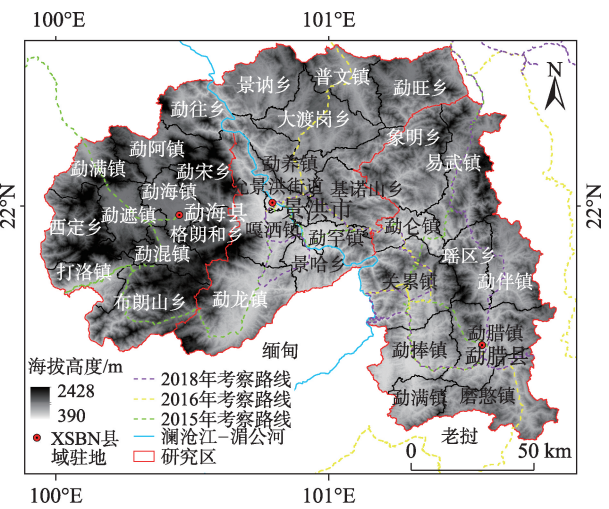 100°E
101°E
N
22°N
22°N
景讷乡
普文镇
勐旺乡
勐往乡
大渡岗乡
象明乡
勐阿镇
勐满镇
勐宋乡
勐养镇
易武镇
勐海镇
允景洪街道
基诺山乡
勐遮镇
勐海县
景洪市
西定乡
格朗和乡
嘎洒镇
勐罕镇
勐仑镇
勐混镇
景哈乡
瑶区乡
打洛镇
关累镇
勐伴镇
布朗山乡
勐龙镇
勐腊镇
勐捧镇
勐腊县
缅甸
勐满镇
磨憨镇
老挝
海拔高度/m
2428
390
XSBN县
域驻地
2018年考察路线
2016年考察路线
2015年考察路线
澜沧江-湄公河
研究区
0
50 km
100°E
101°E